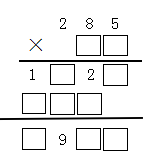 2 8 5
× □ □
1 □ 2 □
□ □ □
□ 9 □ □